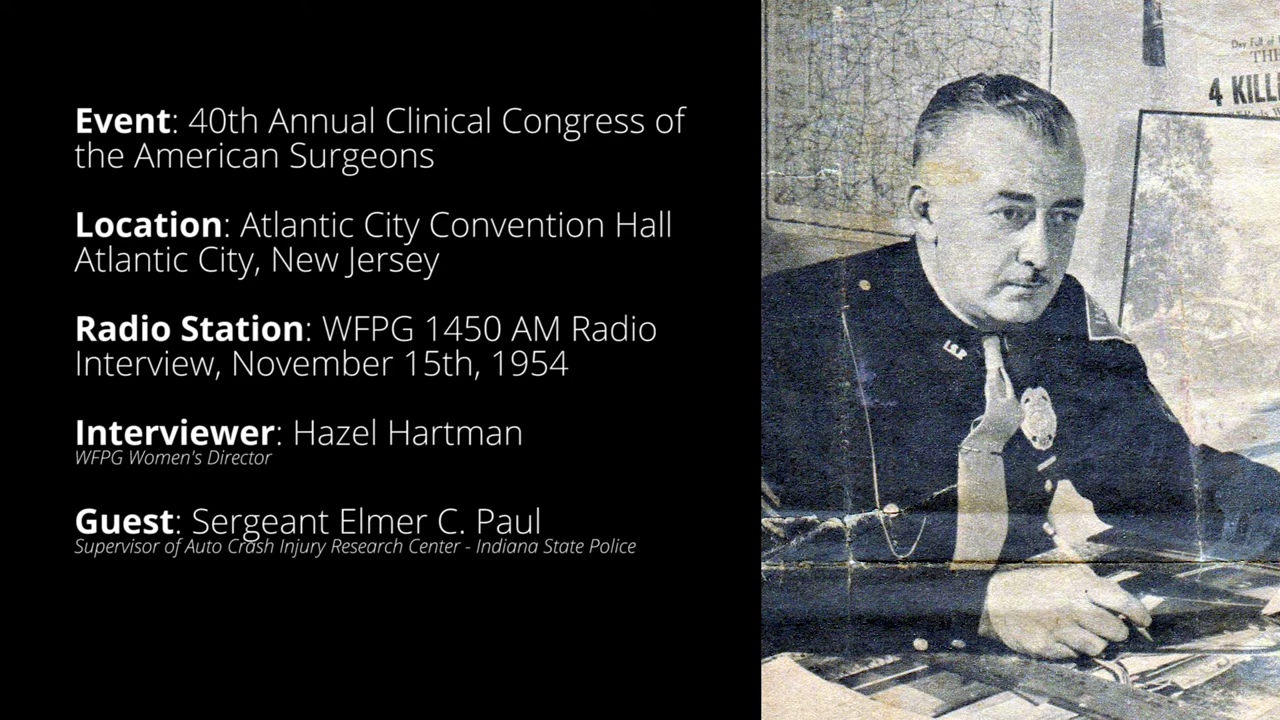 Event: 40th Annual Clinical Congress of
the American Surgeons
Location: Atlantic City Convention Hall
Atlantic City, New Jersey
Radio Station: WFPG 1450 AM Radio
Interview, November 15th, 1954
Interviewer: Hazel Hartman
WFPG Women's Director
Guest: Sergeant Elmer C. Paul
Supervisor of Auto Crash Injury Research Center - Indiana State Police
4 KILL